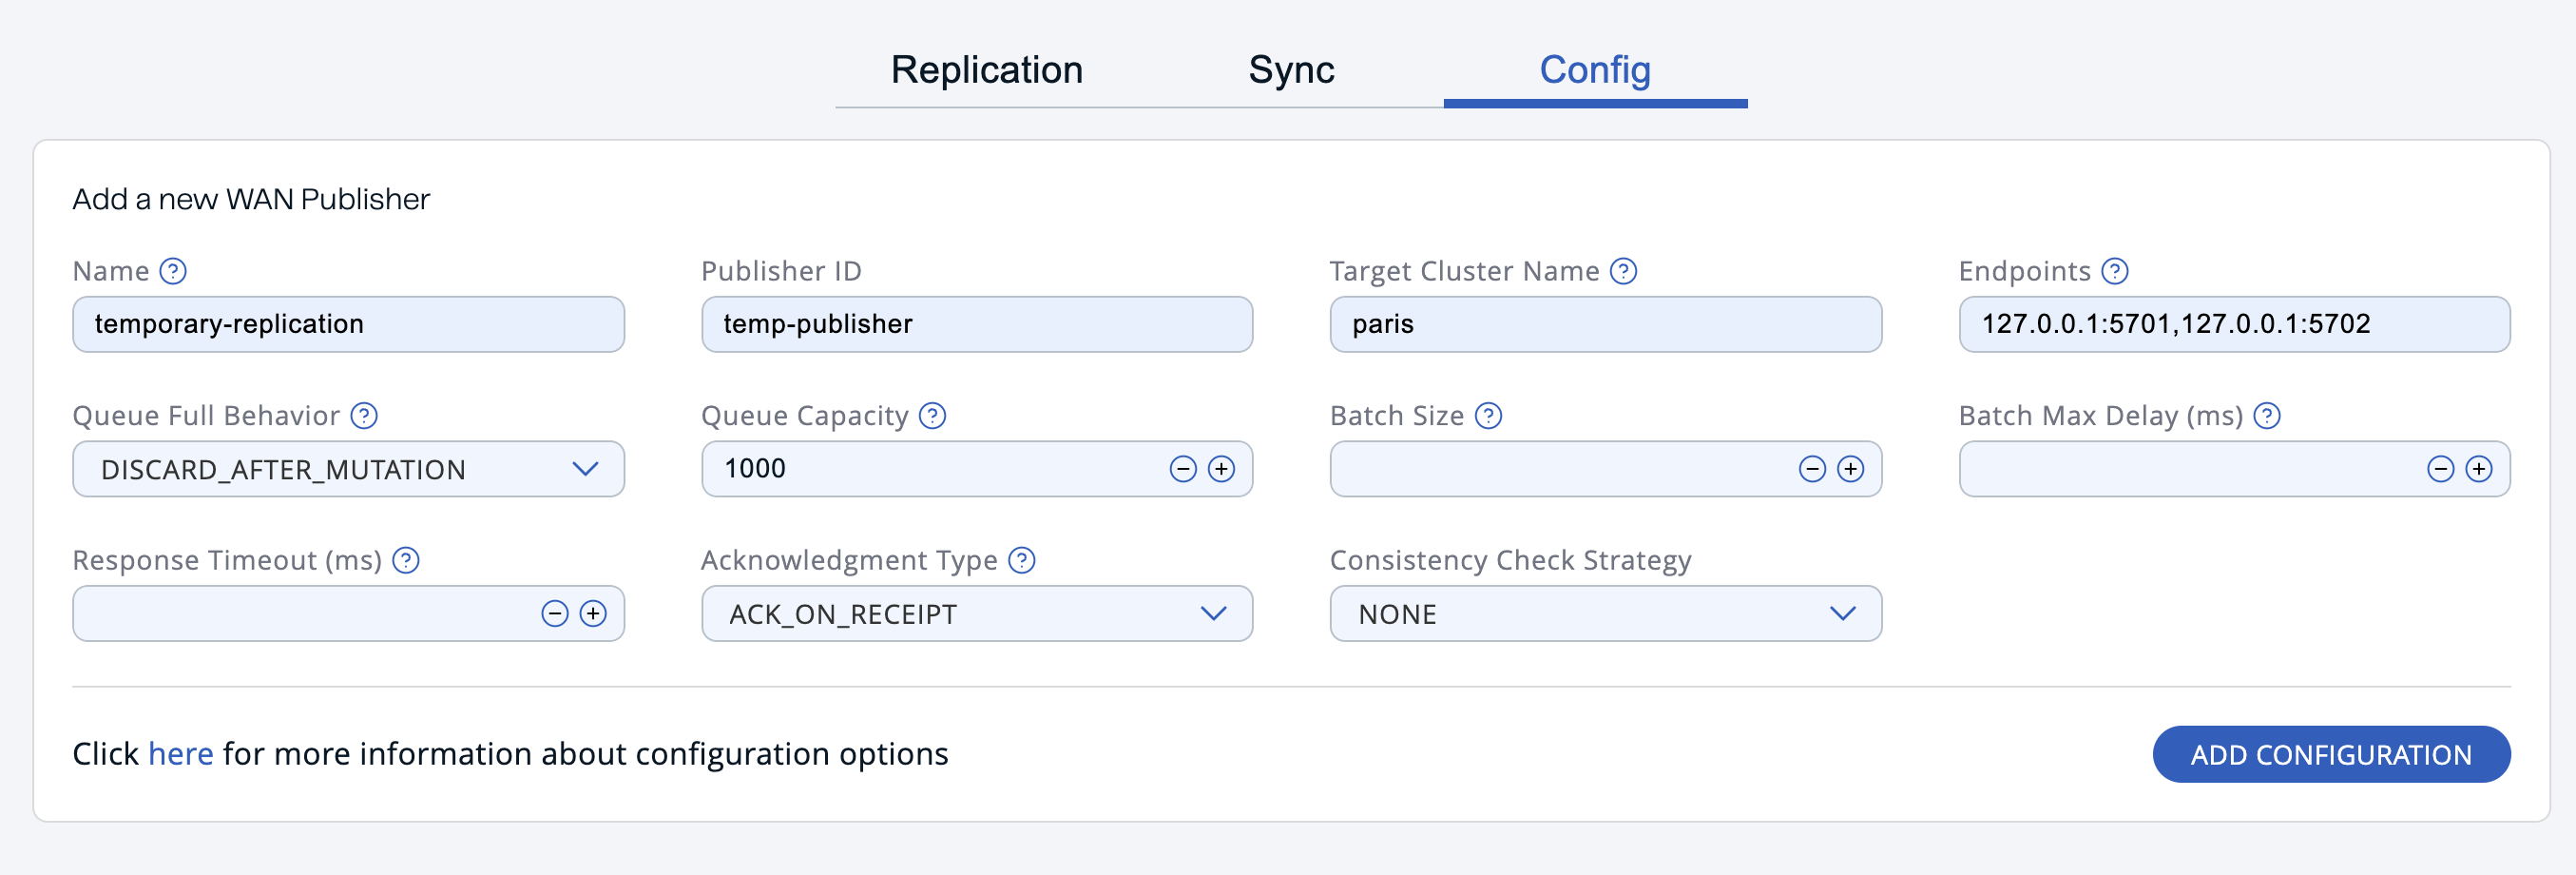 Replication Sync Config
Add a new WAN Publisher
Name ? Publisher ID Target Cluster Name ? Endpoints ?
temporary-replication temp-publisher paris 127.0.0.1:5701,127.0.0.1:5702
Queue Full Behavior ? Queue Capacity ? Batch Size ? Batch Max Delay (ms) ?
DISCARD_AFTER_MUTATION 1000
Response Timeout (ms) ? Acknowledgment Type ? Consistency Check Strategy
ACK_ON_RECEIPT NONE
Click here for more information about configuration options ADD CONFIGURATION